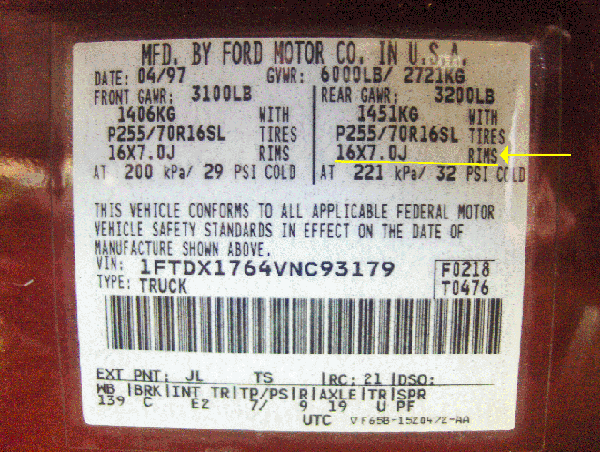 MFD. BY FORD MOTOR CO. IN U.S.A.
DATE: 04/97 GVWR: 6000LB/ 2721KG
FRONT GAWR: 3100LB REAR GAWR: 3200LB
1406KG WITH 1451KG WITH
P255/70R16SL TIRES P255/70R16SL TIRES
16X7.0J RIMS 16X7.0J RIMS
AT 200 kPa/ 29 PSI COLD AT 221 kPa/ 32 PSI COLD
THIS VEHICLE CONFORMS TO ALL APPLICABLE FEDERAL MOTOR
VEHICLE SAFETY STANDARDS IN EFFECT ON THE DATE OF
MANUFACTURE SHOWN ABOVE.
VIN: 1FTDX1764VNC93179 F0218
TYPE: TRUCK T0476
EXT PNT: JL TS RC: 21 DSO:
WB BRK INT TR TP/PS R AXLE TR SPR
139 C E2 7/ 9 19 U PF
UTC